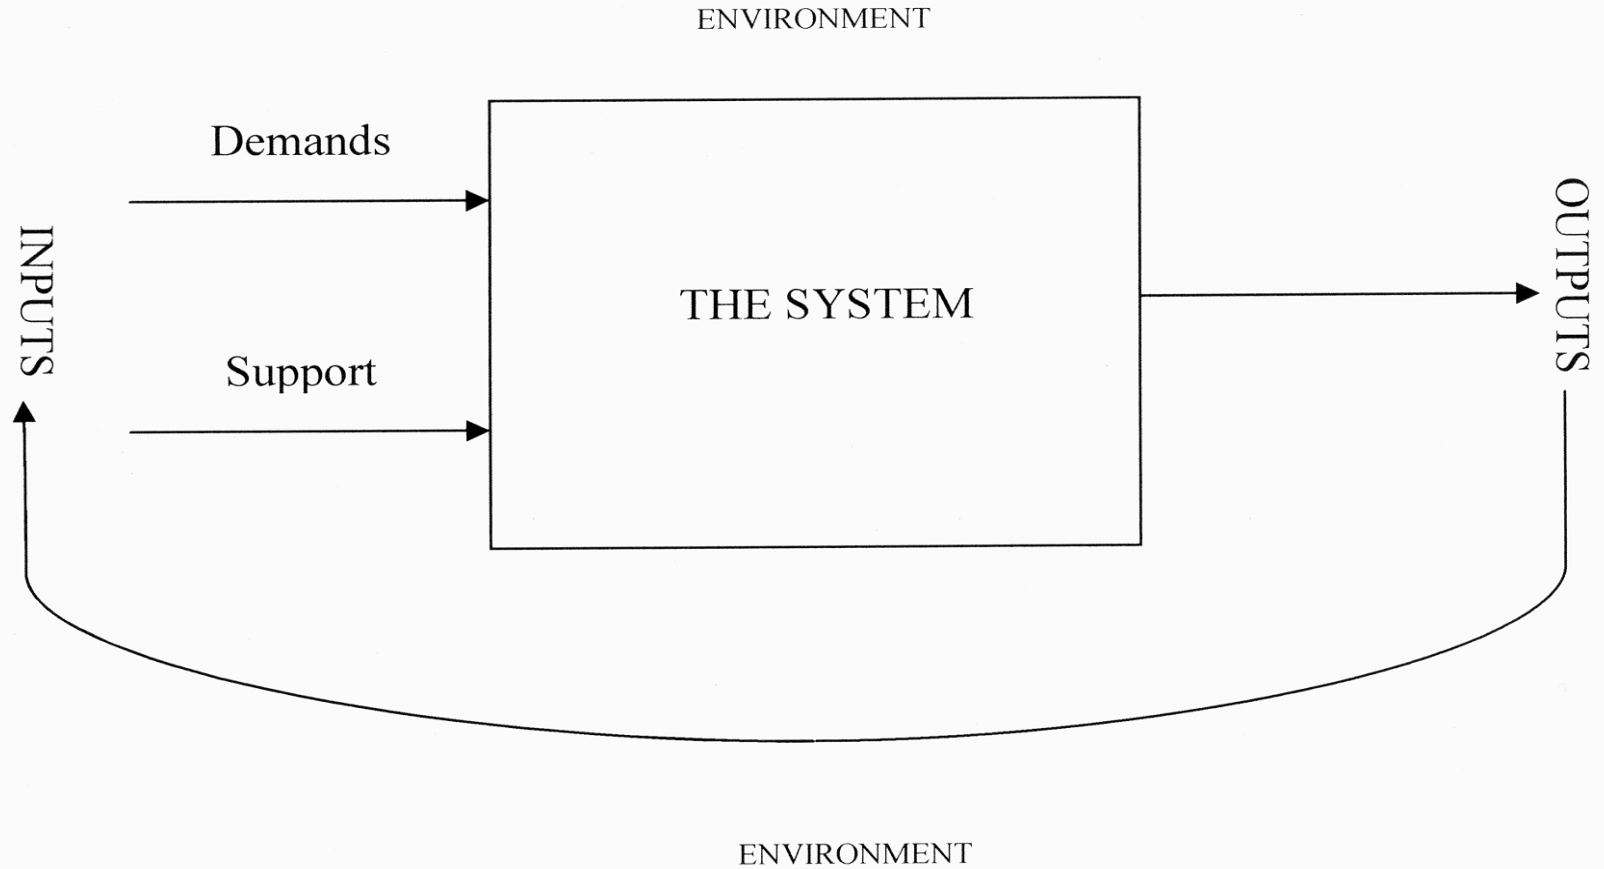 ENVIRONMENT
Demands
INPUTS
THE SYSTEM
OUTPUTS
Support
ENVIRONMENT